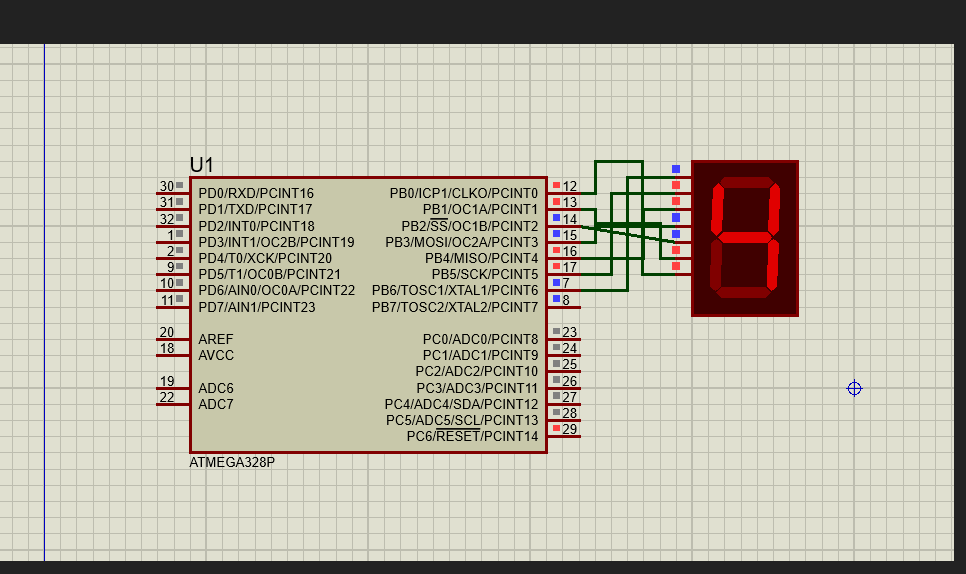 U1
30 PD0/RXD/PCINT16 PB0/ICP1/CLKO/PCINT0 12
31 PD1/TXD/PCINT17 PB1/OC1A/PCINT1 13
32 PD2/INT0/PCINT18 PB2/SS/OC1B/PCINT2 14
1 PD3/INT1/OC2B/PCINT19 PB3/MOSI/OC2A/PCINT3 15
2 PD4/T0/XCK/PCINT20 PB4/MISO/PCINT4 16
9 PD5/T1/OC0B/PCINT21 PB5/SCK/PCINT5 17
10 PD6/AIN0/OC0A/PCINT22 PB6/TOSC1/XTAL1/PCINT6 7
11 PD7/AIN1/PCINT23 PB7/TOSC2/XTAL2/PCINT7 8
20 AREF PC0/ADC0/PCINT8 23
18 AVCC PC1/ADC1/PCINT9 24
PC2/ADC2/PCINT10 25
19 ADC6 PC3/ADC3/PCINT11 26
22 ADC7 PC4/ADC4/SDA/PCINT12 27
PC5/ADC5/SCL/PCINT13 28
PC6/RESET/PCINT14 29
ATMEGA328P
4